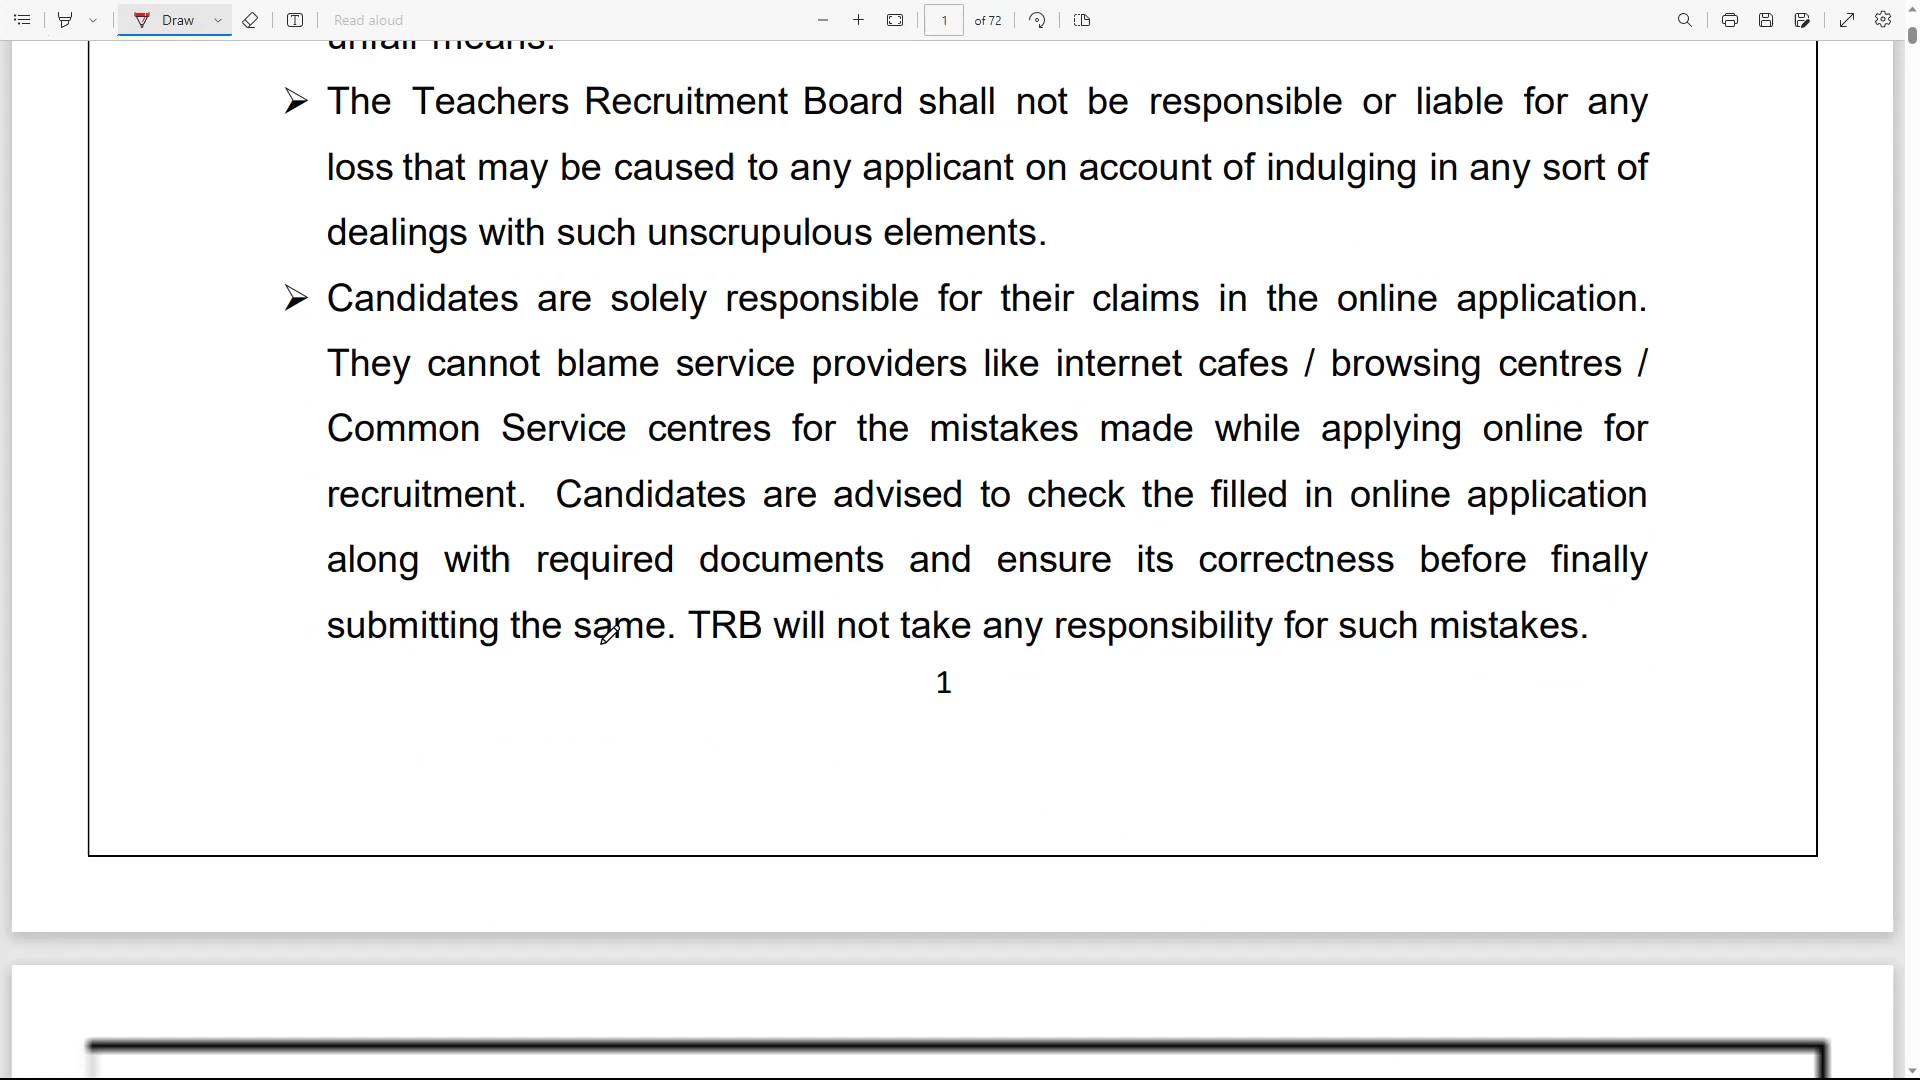 Draw
Read aloud
1
of 72
unfair means.
➢ The Teachers Recruitment Board shall not be responsible or liable for any
loss that may be caused to any applicant on account of indulging in any sort of
dealings with such unscrupulous elements.
➢ Candidates are solely responsible for their claims in the online application.
They cannot blame service providers like internet cafes / browsing centres /
Common Service centres for the mistakes made while applying online for
recruitment. Candidates are advised to check the filled in online application
along with required documents and ensure its correctness before finally
submitting the same. TRB will not take any responsibility for such mistakes.
1